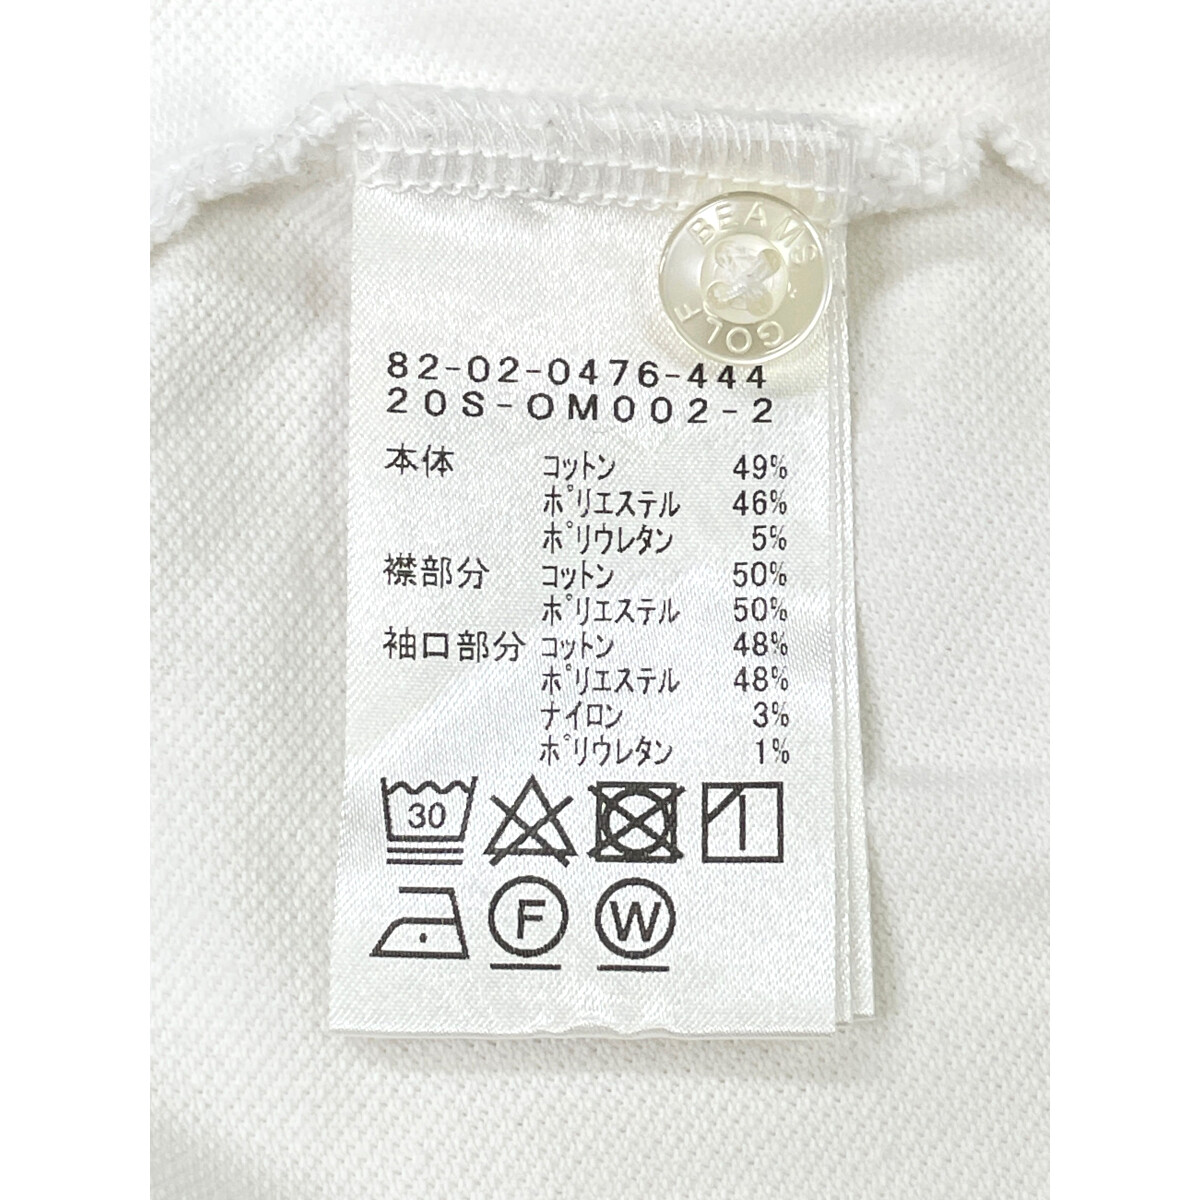 BEAMS GOLF
82-02-0476-444
20S-OM002-2
本体 コットン 49%
ポリエステル 46%
ポリウレタン 5%
襟部分 コットン 50%
ポリエステル 50%
袖口部分 コットン 48%
ポリエステル 48%
ナイロン 3%
ポリウレタン 1%
30
F W